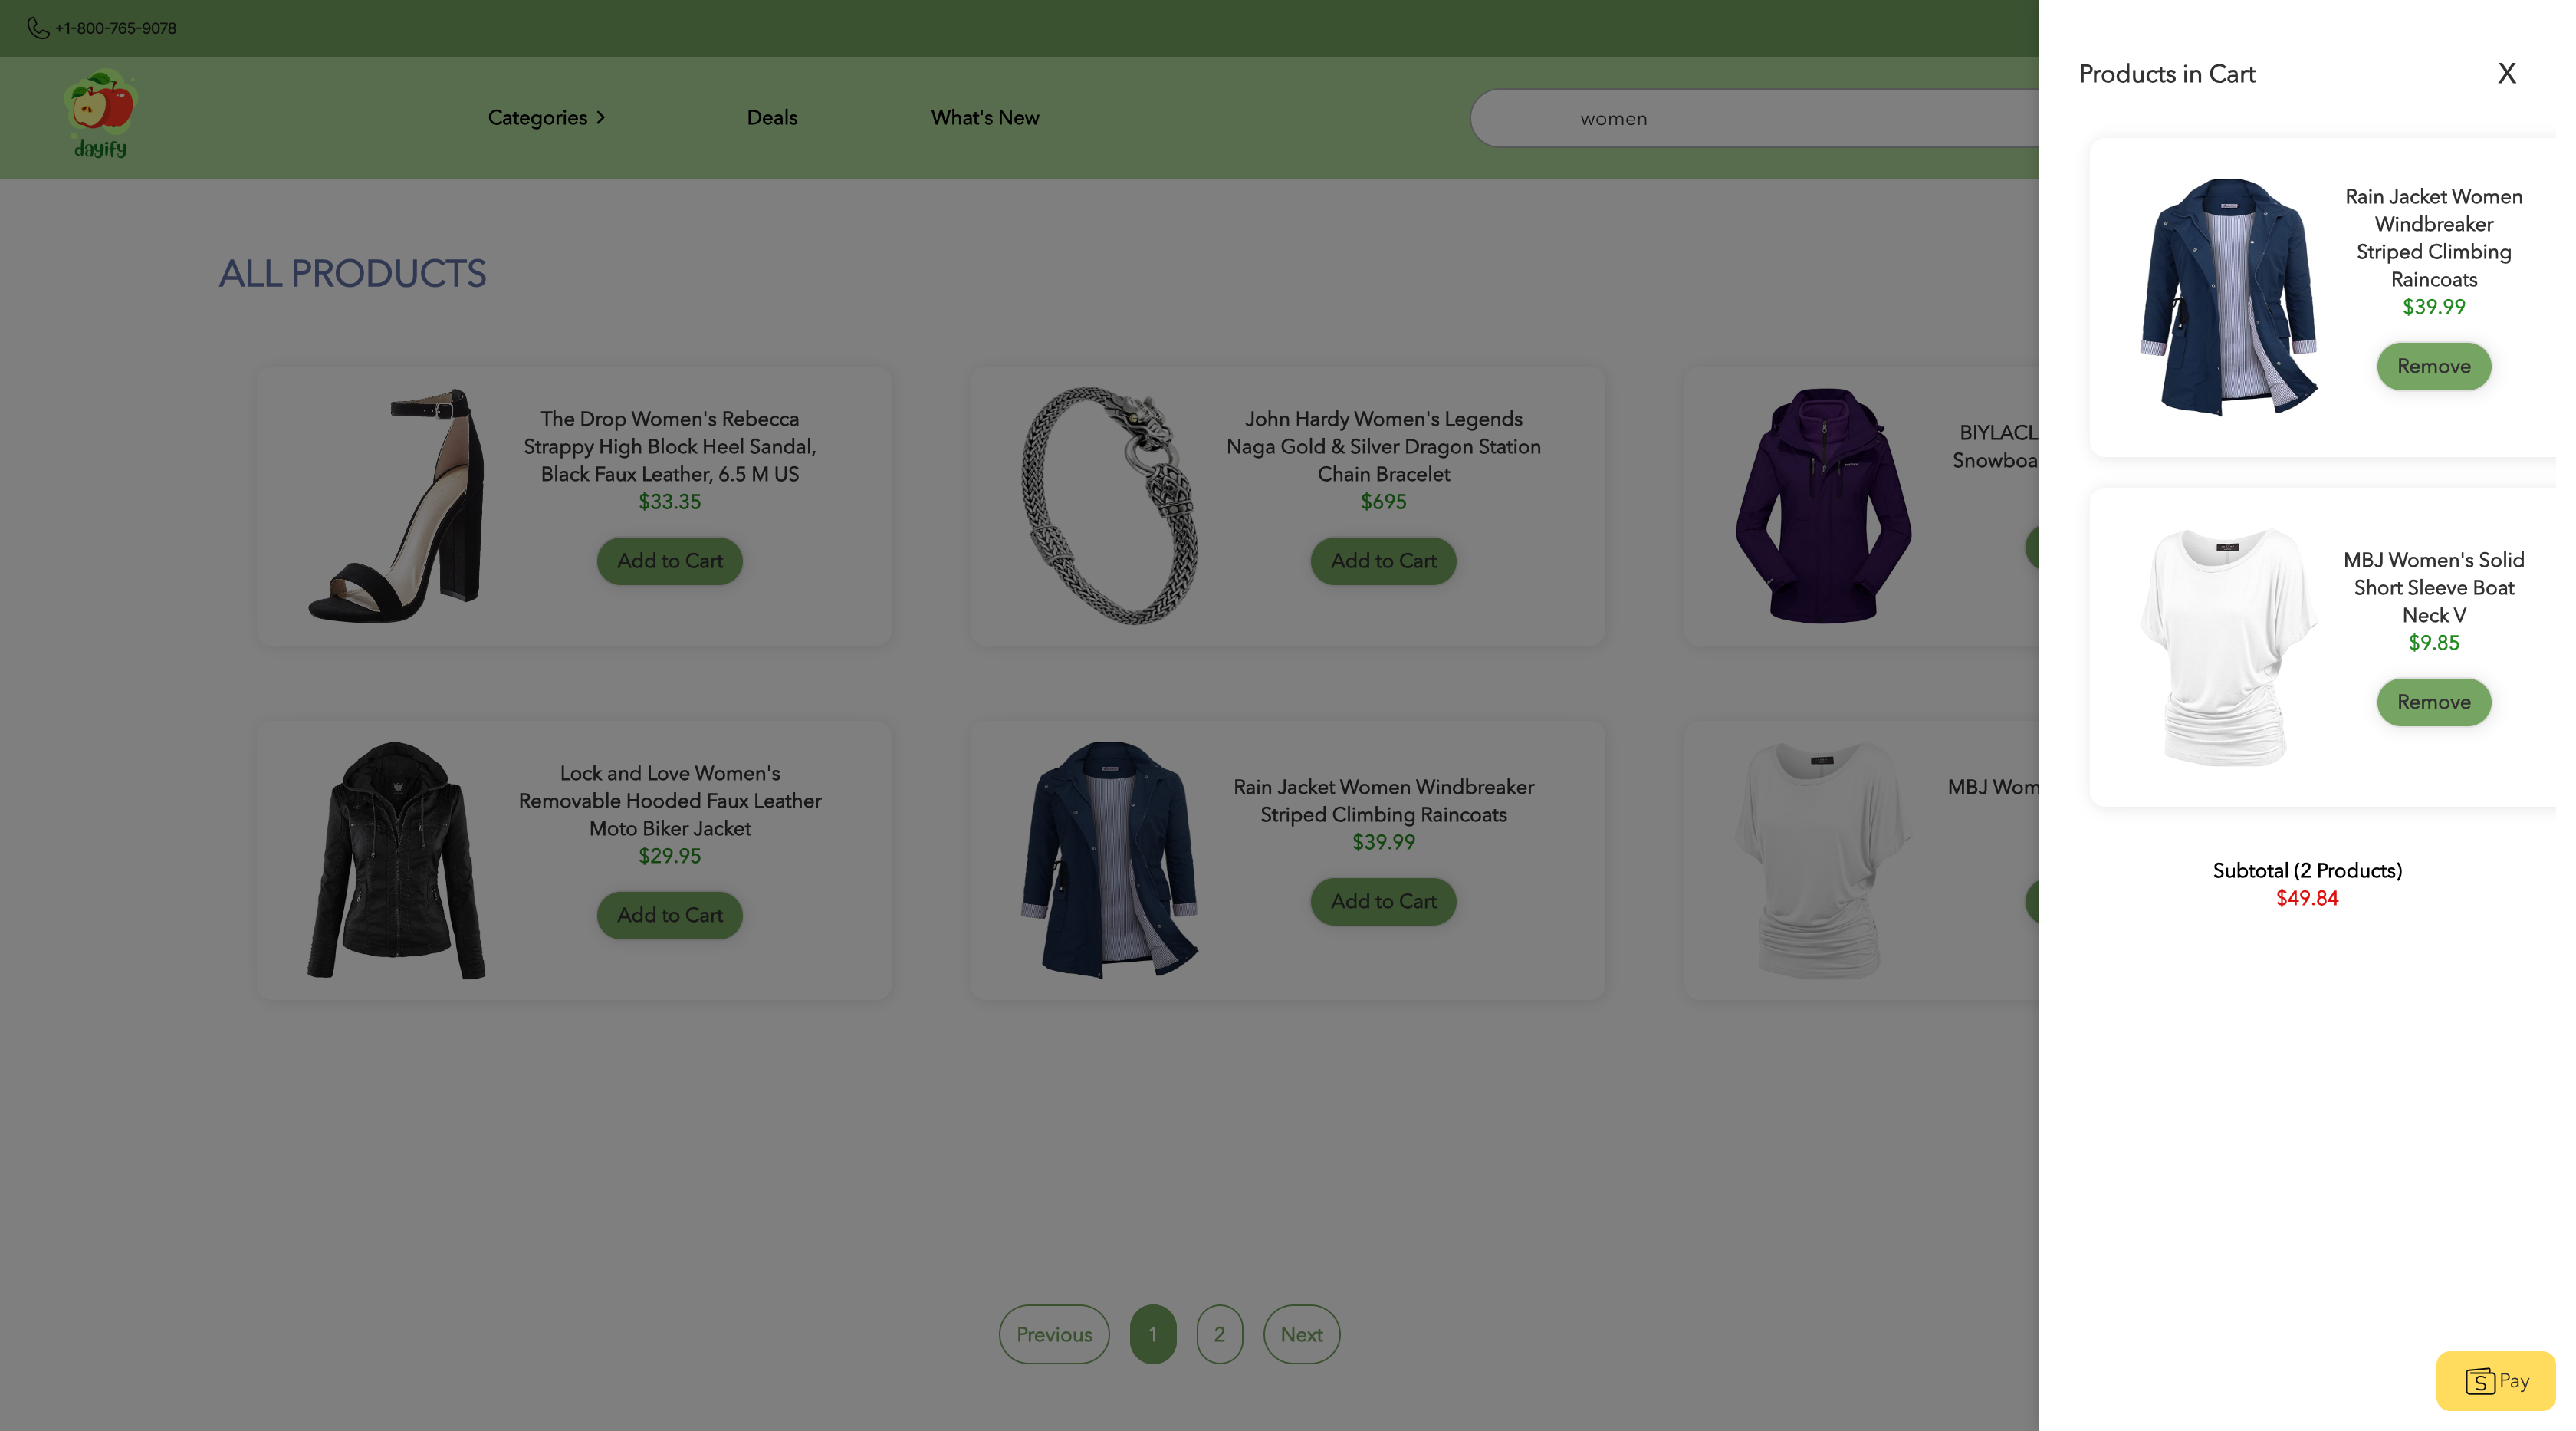 +1-800-765-9078
dayify
Categories
Deals
What's New
women
ALL PRODUCTS
The Drop Women's Rebecca
Strappy High Block Heel Sandal,
Black Faux Leather, 6.5 M US
$33.35
Add to Cart
John Hardy Women's Legends
Naga Gold & Silver Dragon Station
Chain Bracelet
$695
Add to Cart
BIYLACL
Snowboa
Lock and Love Women's
Removable Hooded Faux Leather
Moto Biker Jacket
$29.95
Add to Cart
Rain Jacket Women Windbreaker
Striped Climbing Raincoats
$39.99
Add to Cart
MBJ Wom
Previous
1
2
Next
Products in Cart
X
Rain Jacket Women
Windbreaker
Striped Climbing
Raincoats
$39.99
Remove
MBJ Women's Solid
Short Sleeve Boat
Neck V
$9.85
Remove
Subtotal (2 Products)
$49.84
Pay